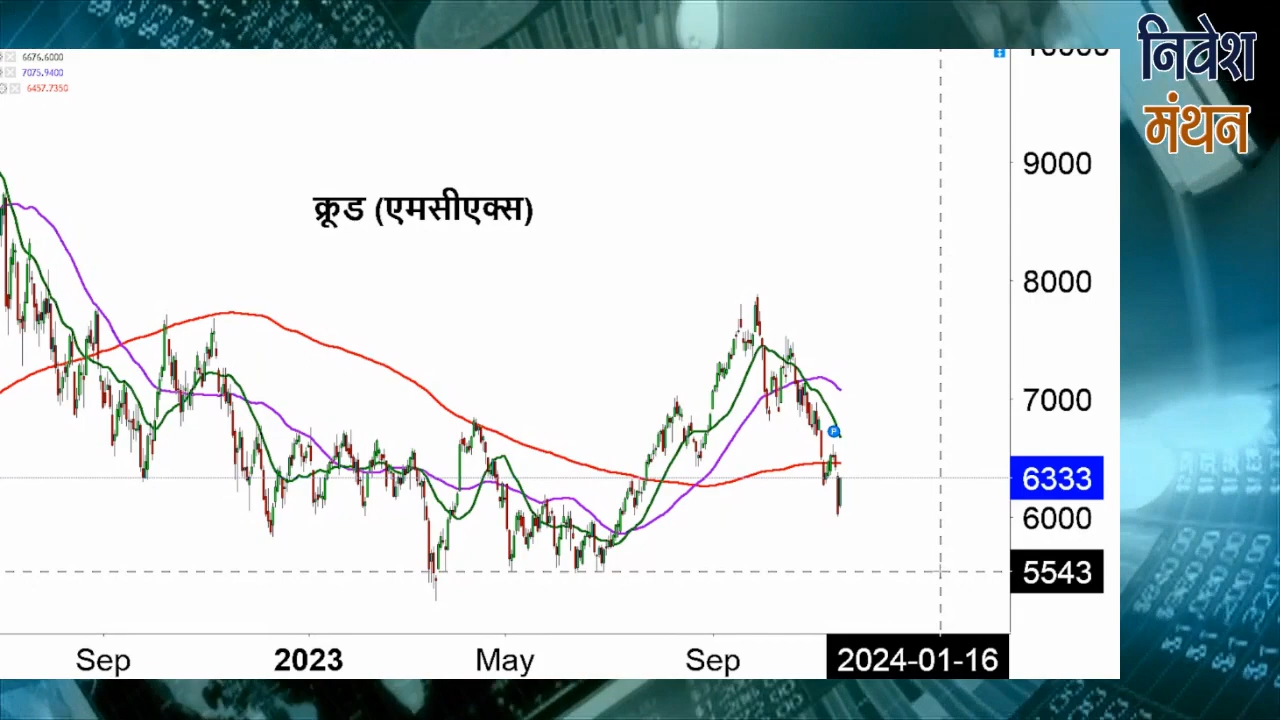 निवेश
मंथन
6676.6000
7075.9400
6457.7350
10000
क्रूड (एमसीएक्स)
9000
8000
7000
P
6333
6000
5543
Sep
2023
May
Sep
2024-01-16